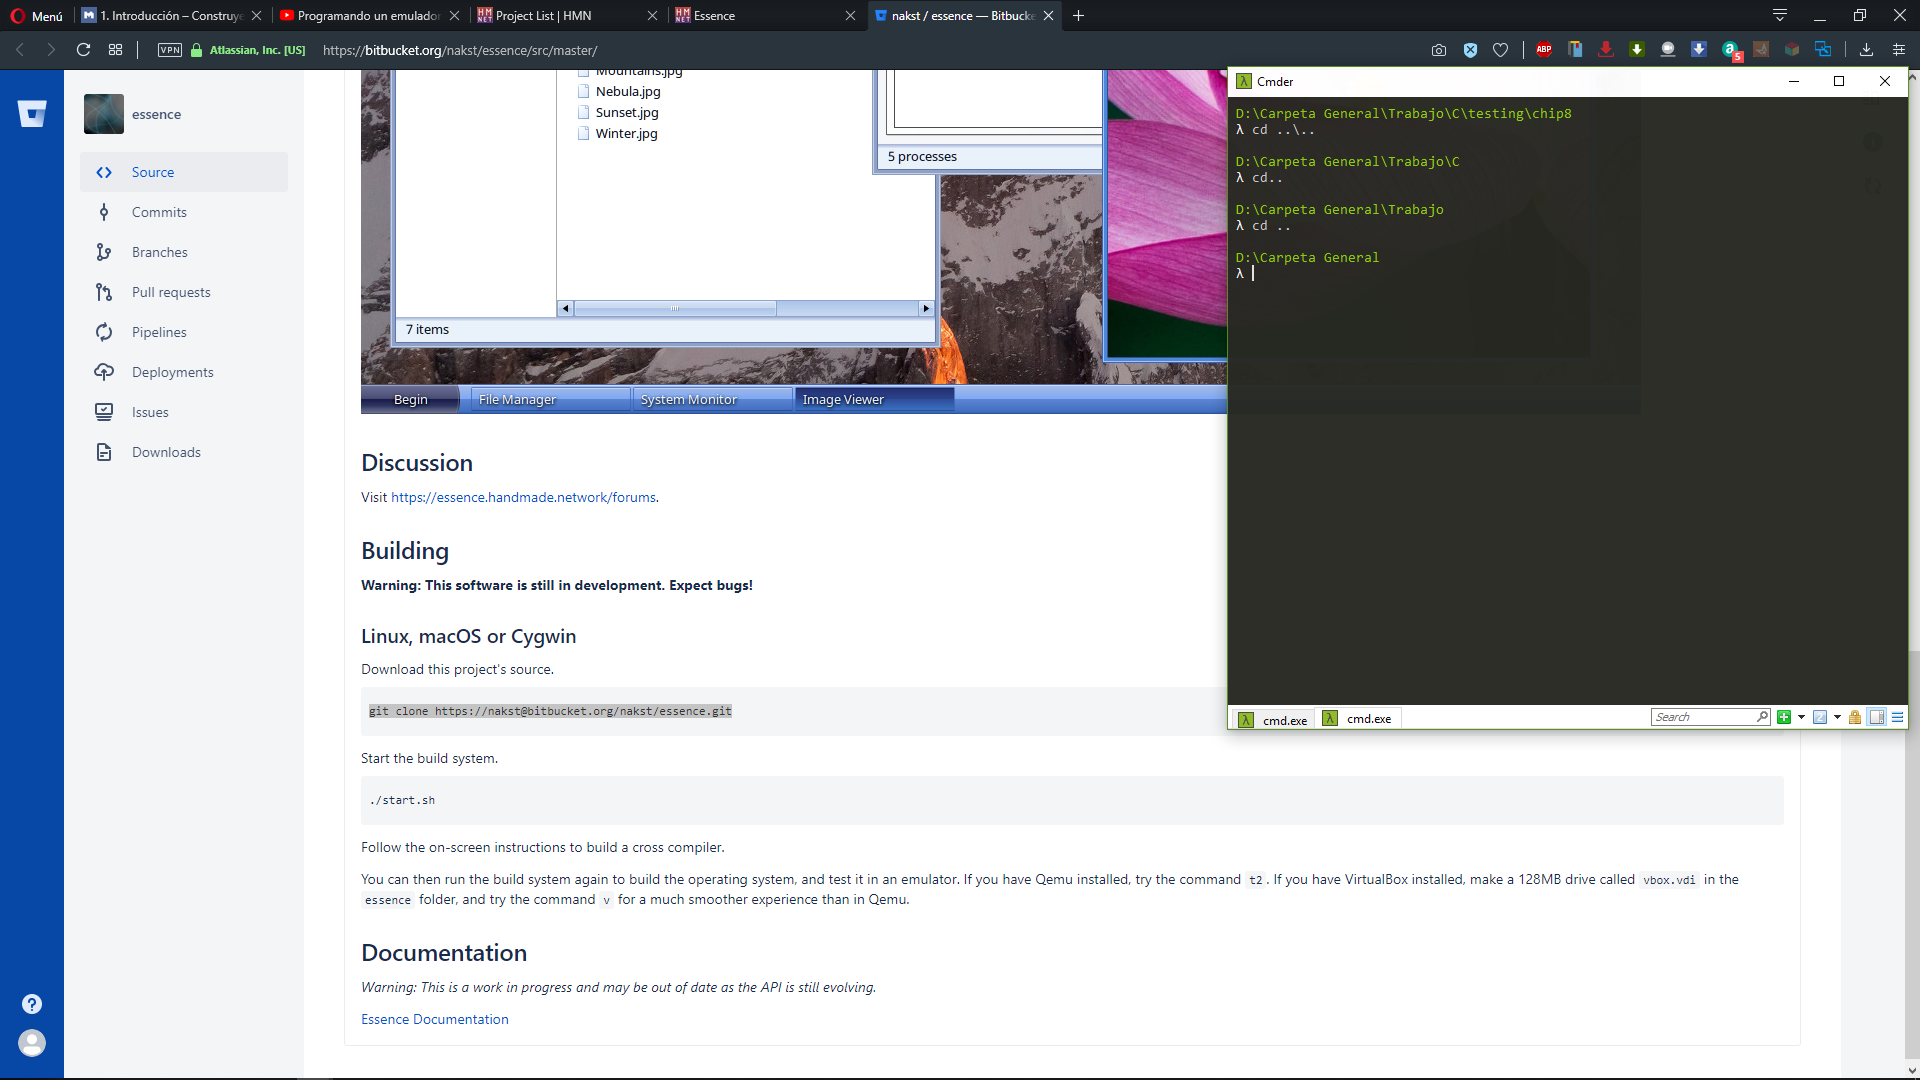 Menú
1. Introducción – Construye
Programando un emulador
Project List | HMN
Essence
nakst / essence — Bitbucke
VPN
Atlassian, Inc. [US]
https://bitbucket.org/nakst/essence/src/master/
ABP
5
essence
Source
Commits
Branches
Pull requests
Pipelines
Deployments
Issues
Downloads
Mountains.jpg
Nebula.jpg
Sunset.jpg
Winter.jpg
7 items
5 processes
Begin
File Manager
System Monitor
Image Viewer
Discussion
Visit https://essence.handmade.network/forums.
Building
Warning: This software is still in development. Expect bugs!
Linux, macOS or Cygwin
Download this project's source.
git clone https://nakst@bitbucket.org/nakst/essence.git
Start the build system.
./start.sh
Follow the on-screen instructions to build a cross compiler.
You can then run the build system again to build the operating system, and test it in an emulator. If you have Qemu installed, try the command t2. If you have VirtualBox installed, make a 128MB drive called vbox.vdi in the
essence folder, and try the command v for a much smoother experience than in Qemu.
Documentation
Warning: This is a work in progress and may be out of date as the API is still evolving.
Essence Documentation
λ Cmder
D:\Carpeta General\Trabajo\C\testing\chip8
λ cd ..\..
D:\Carpeta General\Trabajo\C
λ cd..
D:\Carpeta General\Trabajo
λ cd ..
D:\Carpeta General
λ
λ cmd.exe
λ cmd.exe
Search